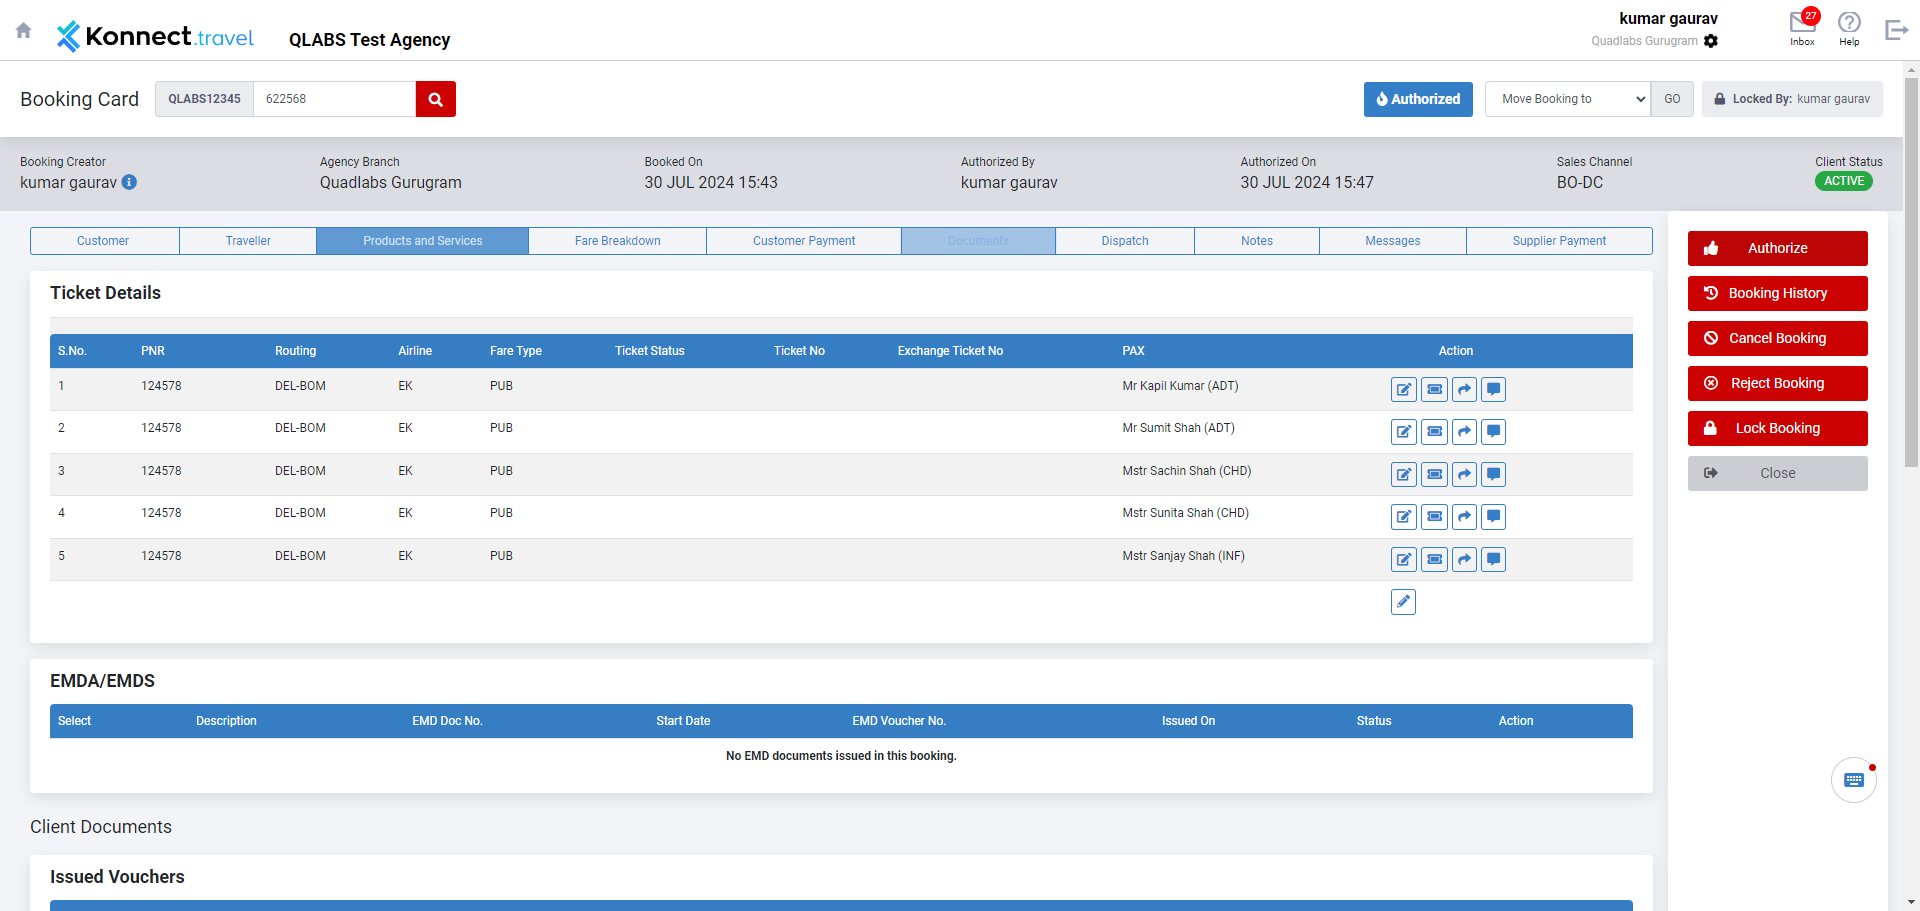 Konnect.travel
QLABS Test Agency
kumar gaurav
Quadlabs Gurugram
27
Inbox
Help
Booking Card
QLABS12345
622568
Authorized
Move Booking to
GO
Locked By: kumar gaurav
Booking Creator
kumar gaurav
Agency Branch
Quadlabs Gurugram
Booked On
30 JUL 2024 15:43
Authorized By
kumar gaurav
Authorized On
30 JUL 2024 15:47
Sales Channel
BO-DC
Client Status
ACTIVE
Customer
Traveller
Products and Services
Fare Breakdown
Customer Payment
Documents
Dispatch
Notes
Messages
Supplier Payment
Ticket Details
S.No. PNR Routing Airline Fare Type Ticket Status Ticket No Exchange Ticket No PAX Action
1 124578 DEL-BOM EK PUB Mr Kapil Kumar (ADT)
2 124578 DEL-BOM EK PUB Mr Sumit Shah (ADT)
3 124578 DEL-BOM EK PUB Mstr Sachin Shah (CHD)
4 124578 DEL-BOM EK PUB Mstr Sunita Shah (CHD)
5 124578 DEL-BOM EK PUB Mstr Sanjay Shah (INF)
EMDA/EMDS
Select Description EMD Doc No. Start Date EMD Voucher No. Issued On Status Action
No EMD documents issued in this booking.
Client Documents
Issued Vouchers
Authorize
Booking History
Cancel Booking
Reject Booking
Lock Booking
Close